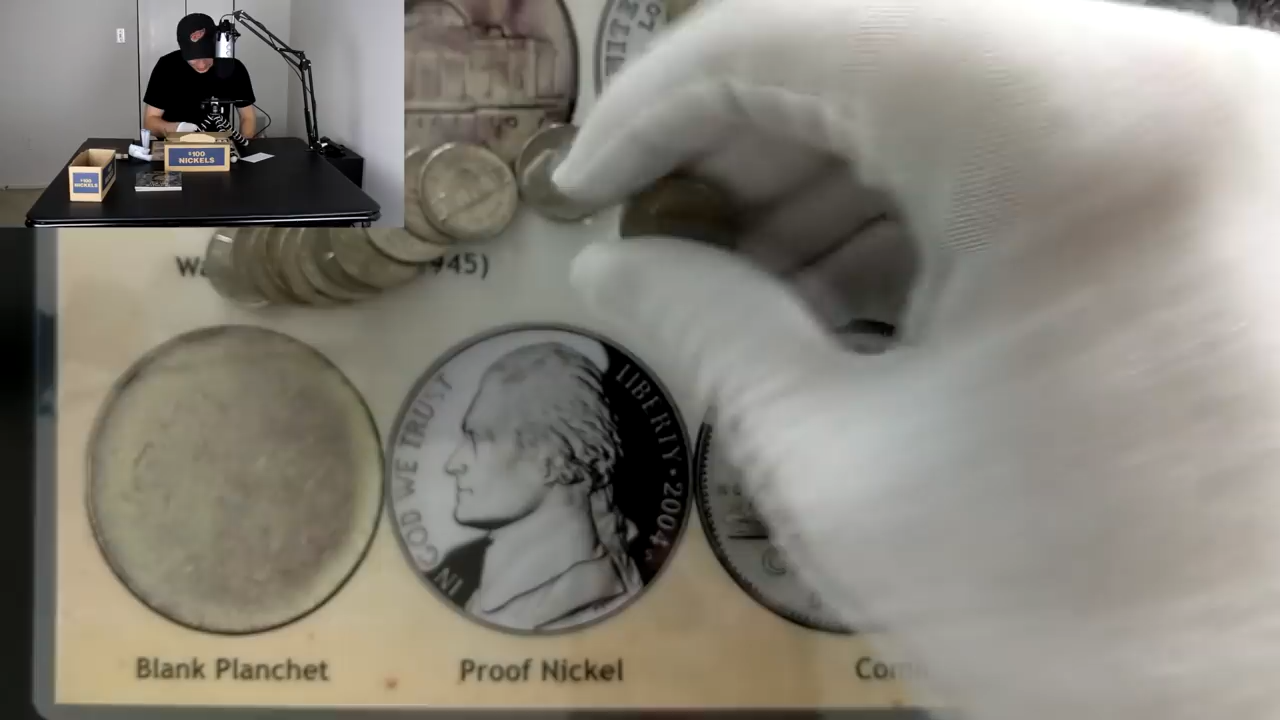 $100
NICKELS
$100
NICKELS
945)
IN GOD WE TRUST
LIBERTY • 2004
S
Blank Planchet
Proof Nickel